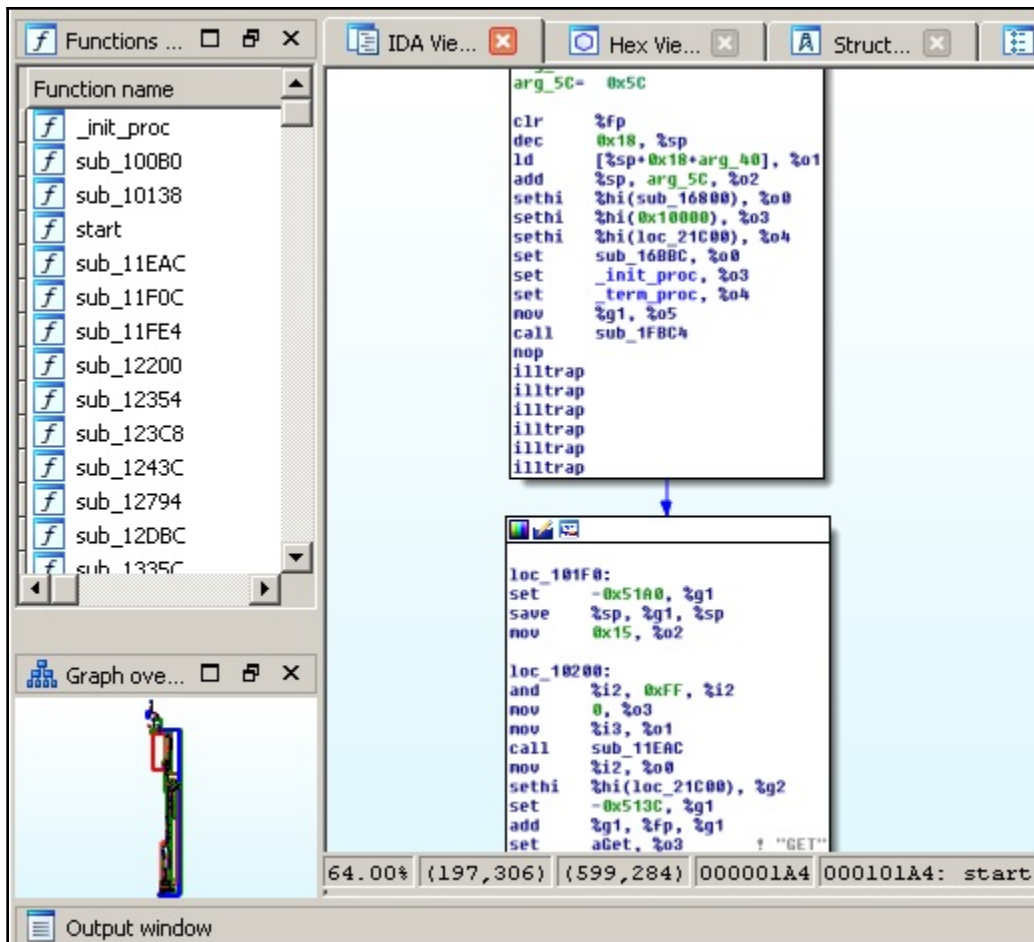 Functions ...
IDA Vie...
Hex Vie...
Struct...
Function name
_init_proc
sub_100B0
sub_10138
start
sub_11EAC
sub_11F0C
sub_11FE4
sub_12200
sub_12354
sub_123C8
sub_1243C
sub_12794
sub_12DBC
sub_1335C
Graph ove...
arg_5C= 0x5C
clr %fp
dec 0x18, %sp
ld [%sp+0x18+arg_40], %o1
add %sp, arg_5C, %o2
sethi %hi(sub_16800), %o0
sethi %hi(0x10000), %o3
sethi %hi(loc_21C00), %o4
set sub_16BBC, %o0
set _init_proc, %o3
set _term_proc, %o4
mov %g1, %o5
call sub_1FBC4
nop
illtrap
illtrap
illtrap
illtrap
illtrap
illtrap
loc_101F0:
set -0x51A0, %g1
save %sp, %g1, %sp
mov 0x15, %o2
loc_10200:
and %i2, 0xFF, %i2
mov 0, %o3
mov %i3, %o1
call sub_11EAC
mov %i2, %o0
sethi %hi(loc_21C00), %g2
set -0x513C, %g1
add %g1, %fp, %g1
set aGet, %o3 ! "GET"
64.00% (197,306) (599,284) 000001A4 000101A4: start
Output window